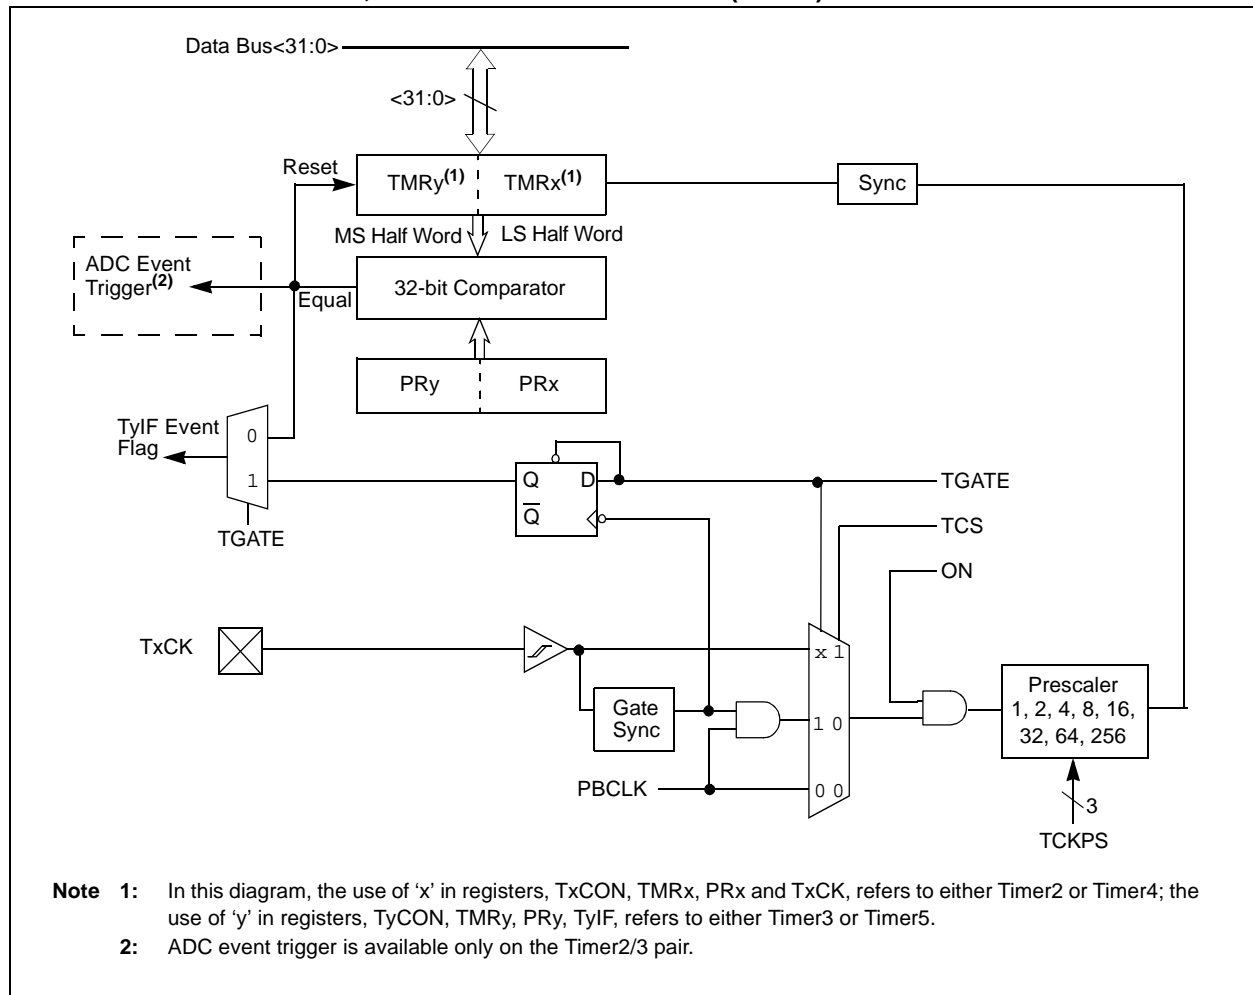 Data Bus<31:0>
<31:0>
Reset
TMRy(1)
TMRx(1)
Sync
MS Half Word
LS Half Word
ADC Event
Trigger(2)
Equal
32-bit Comparator
PRy
PRx
TyIF Event
Flag
0
1
TGATE
Q
D
Q
TGATE
TCS
ON
TxCK
x 1
Gate
Sync
1 0
Prescaler
1, 2, 4, 8, 16,
32, 64, 256
PBCLK
0 0
3
TCKPS
Note 1: In this diagram, the use of ‘x’ in registers, TxCON, TMRx, PRx and TxCK, refers to either Timer2 or Timer4; the
use of ‘y’ in registers, TyCON, TMRy, PRy, TyIF, refers to either Timer3 or Timer5.
2: ADC event trigger is available only on the Timer2/3 pair.